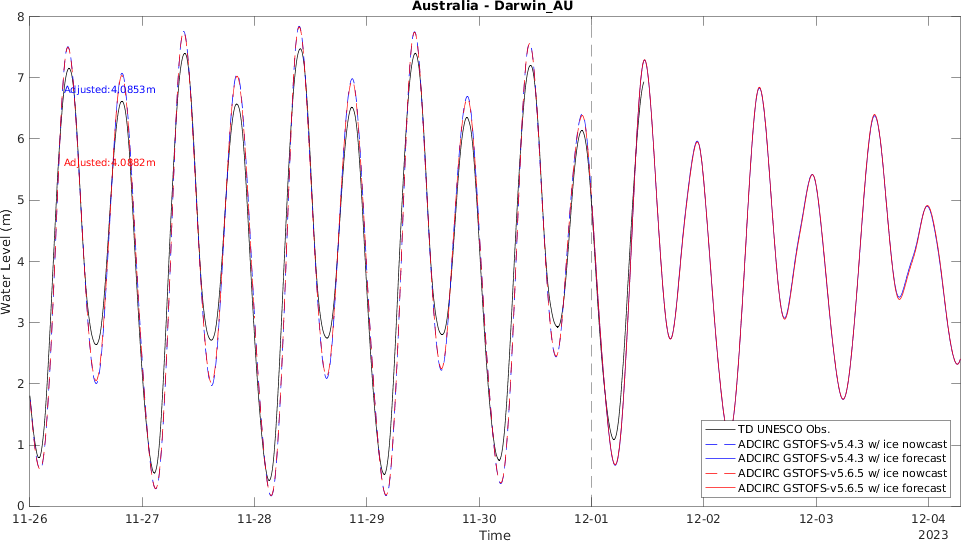 Australia - Darwin_AU
8
7
Adjusted:4.0853m
6
Adjusted:4.0882m
5
Water Level (m)
4
3
2
1
0
TD UNESCO Obs.
ADCIRC GSTOFS-v5.4.3 w/ ice nowcast
ADCIRC GSTOFS-v5.4.3 w/ ice forecast
ADCIRC GSTOFS-v5.6.5 w/ ice nowcast
ADCIRC GSTOFS-v5.6.5 w/ ice forecast
11-26 11-27 11-28 11-29 11-30 12-01 12-02 12-03 12-04
Time
2023